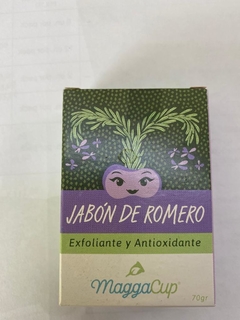 JABÓN DE ROMERO
Exfoliante y Antioxidante
MaggaCup
70gr